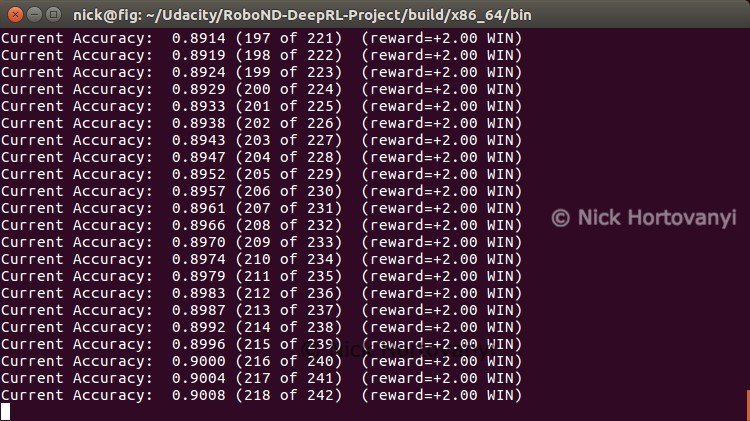 nick@fig: ~/Udacity/RoboND-DeepRL-Project/build/x86_64/bin
Current Accuracy:  0.8914 (197 of 221)  (reward=+2.00 WIN)
Current Accuracy:  0.8919 (198 of 222)  (reward=+2.00 WIN)
Current Accuracy:  0.8924 (199 of 223)  (reward=+2.00 WIN)
Current Accuracy:  0.8929 (200 of 224)  (reward=+2.00 WIN)
Current Accuracy:  0.8933 (201 of 225)  (reward=+2.00 WIN)
Current Accuracy:  0.8938 (202 of 226)  (reward=+2.00 WIN)
Current Accuracy:  0.8943 (203 of 227)  (reward=+2.00 WIN)
Current Accuracy:  0.8947 (204 of 228)  (reward=+2.00 WIN)
Current Accuracy:  0.8952 (205 of 229)  (reward=+2.00 WIN)
Current Accuracy:  0.8957 (206 of 230)  (reward=+2.00 WIN)
Current Accuracy:  0.8961 (207 of 231)  (reward=+2.00 WIN)
© Nick Hortovanyi
Current Accuracy:  0.8966 (208 of 232)  (reward=+2.00 WIN)
Current Accuracy:  0.8970 (209 of 233)  (reward=+2.00 WIN)
Current Accuracy:  0.8974 (210 of 234)  (reward=+2.00 WIN)
Current Accuracy:  0.8979 (211 of 235)  (reward=+2.00 WIN)
Current Accuracy:  0.8983 (212 of 236)  (reward=+2.00 WIN)
Current Accuracy:  0.8987 (213 of 237)  (reward=+2.00 WIN)
Current Accuracy:  0.8992 (214 of 238)  (reward=+2.00 WIN)
Current Accuracy:  0.8996 (215 of 239)  (reward=+2.00 WIN)
© Nick Hortovanyi
Current Accuracy:  0.9000 (216 of 240)  (reward=+2.00 WIN)
Current Accuracy:  0.9004 (217 of 241)  (reward=+2.00 WIN)
Current Accuracy:  0.9008 (218 of 242)  (reward=+2.00 WIN)